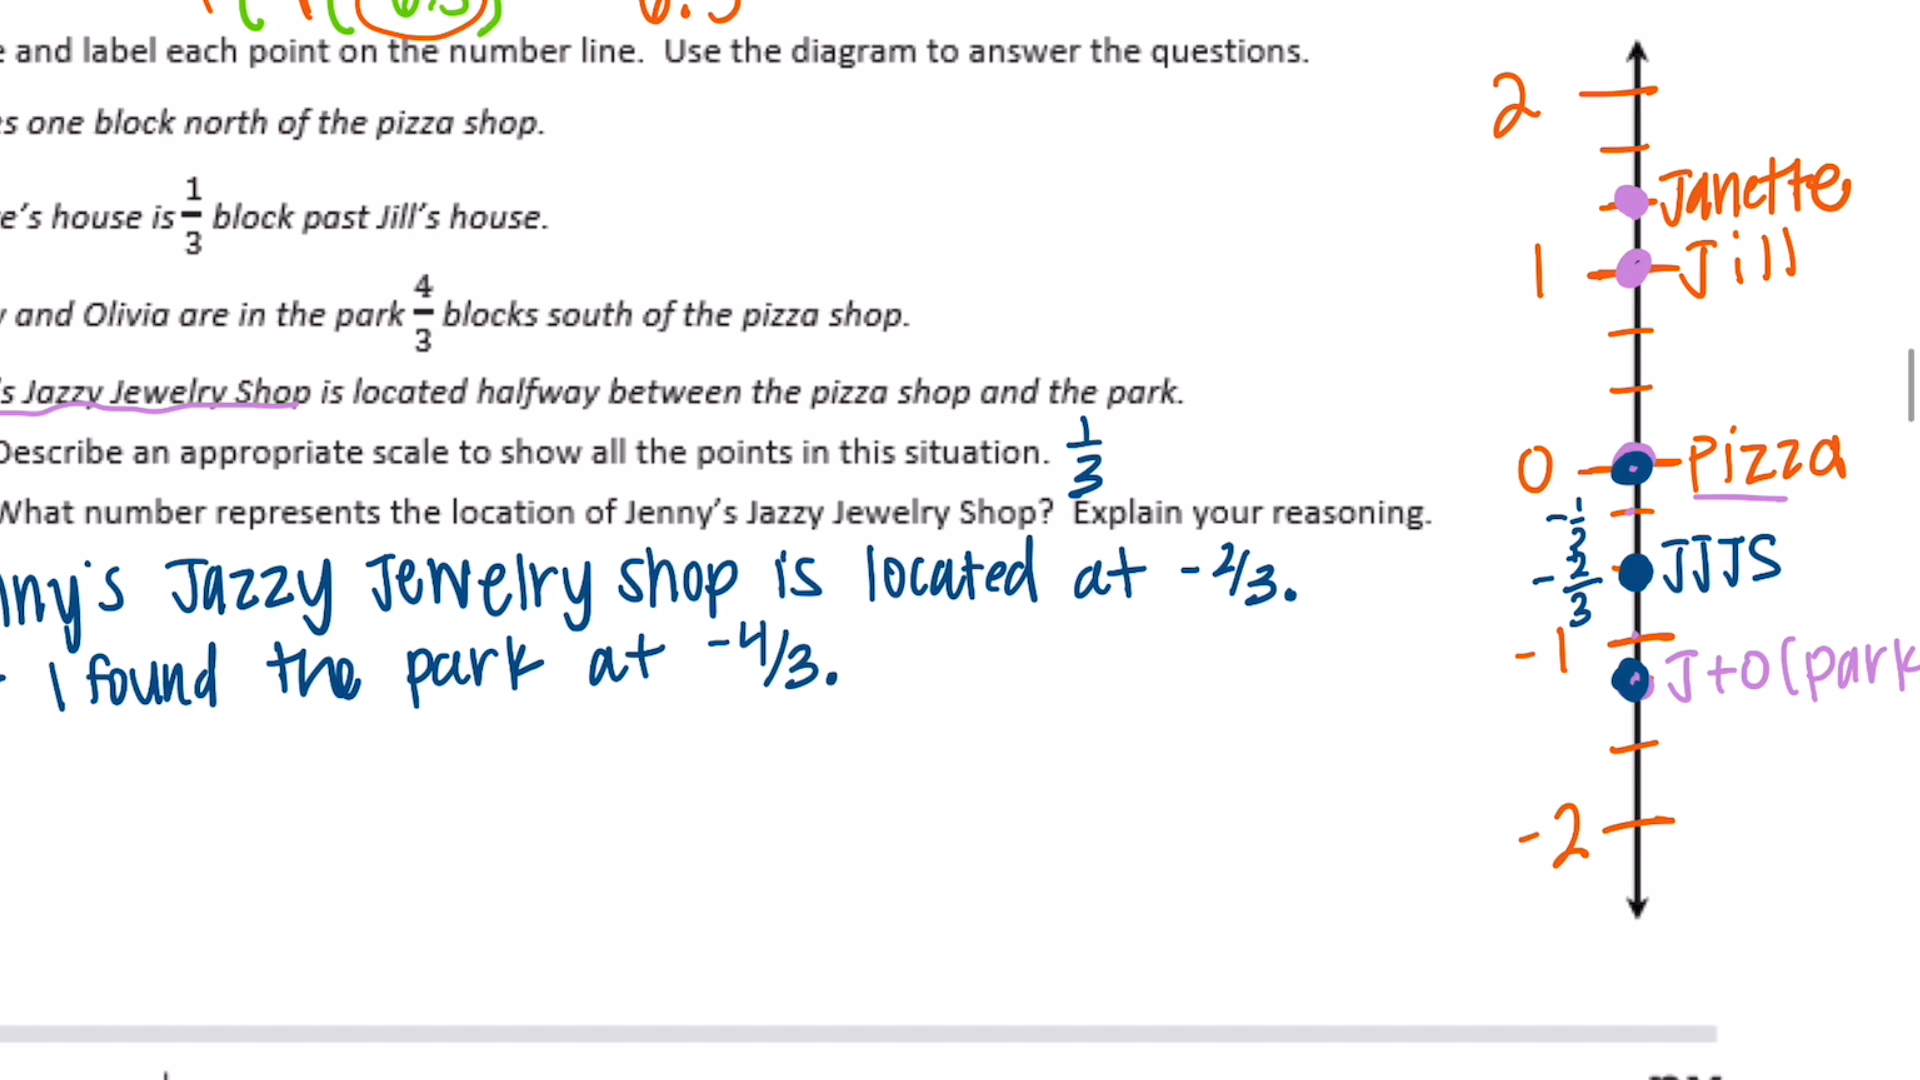 and label each point on the number line. Use the diagram to answer the questions.
s one block north of the pizza shop.
e's house is 1/3 block past Jill's house.
y and Olivia are in the park 4/3 blocks south of the pizza shop.
's Jazzy Jewelry Shop is located halfway between the pizza shop and the park.
Describe an appropriate scale to show all the points in this situation. 1/3
What number represents the location of Jenny's Jazzy Jewelry Shop? Explain your reasoning.
nny's Jazzy Jewelry shop is located at -2/3.
I found the park at -4/3.
2
Janette
1 Jill
0 pizza
-1/3
-2/3 JJJS
-1
J+O(park
-2